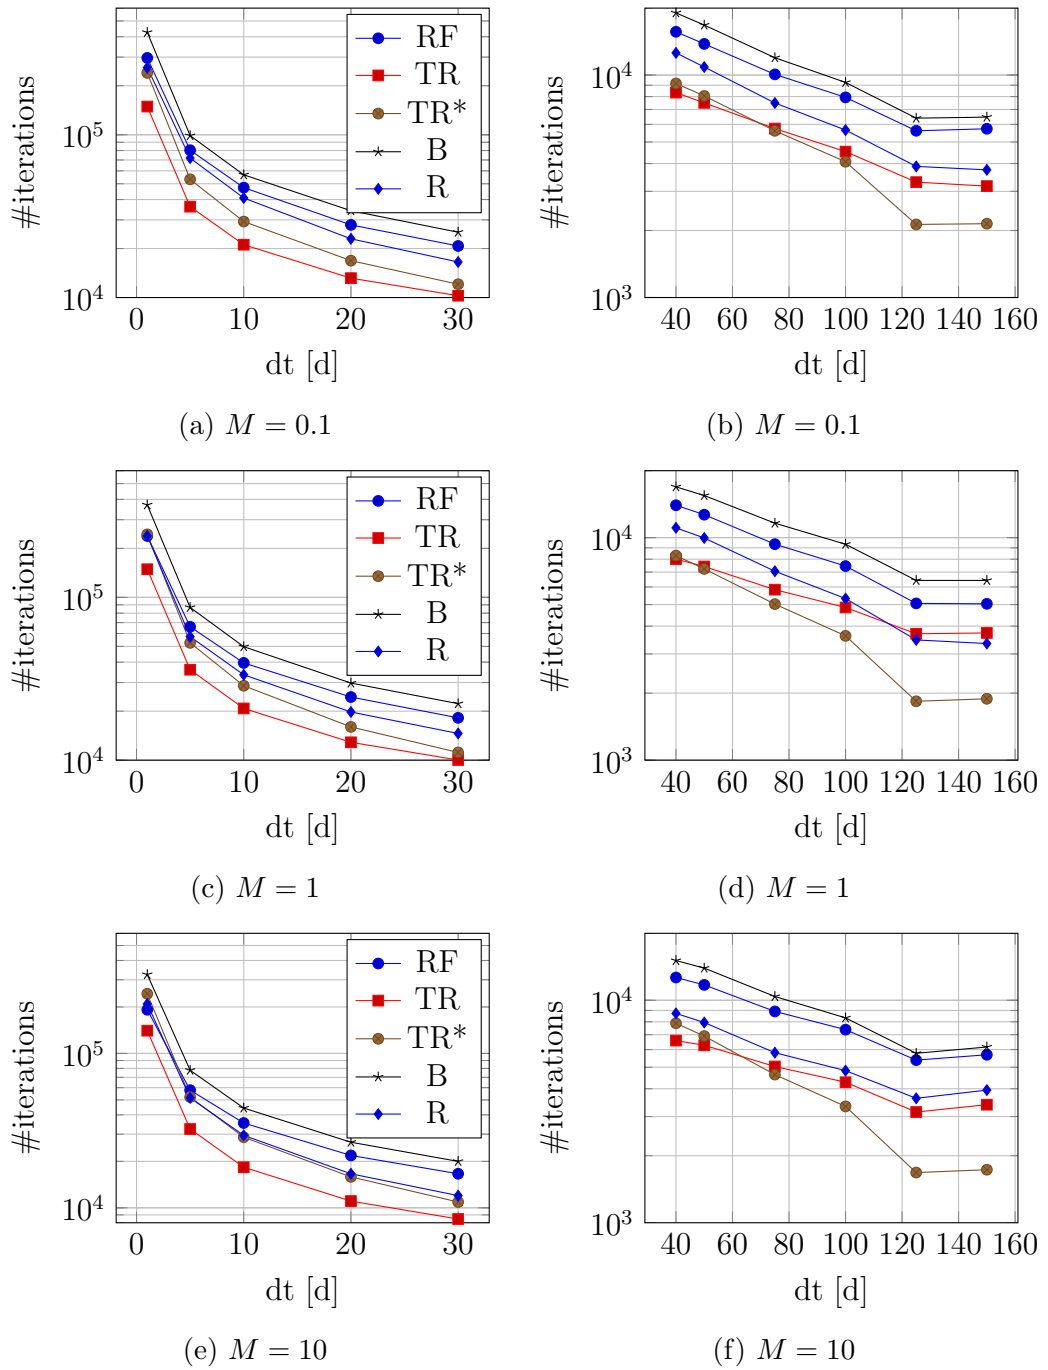 RF
TR
TR*
B
R
10^5
10^4
#iterations
0 10 20 30
dt [d]
(a) M = 0.1
10^4
10^3
#iterations
40 60 80 100 120 140 160
dt [d]
(b) M = 0.1
RF
TR
TR*
B
R
10^5
10^4
#iterations
0 10 20 30
dt [d]
(c) M = 1
10^4
10^3
#iterations
40 60 80 100 120 140 160
dt [d]
(d) M = 1
RF
TR
TR*
B
R
10^5
10^4
#iterations
0 10 20 30
dt [d]
(e) M = 10
10^4
10^3
#iterations
40 60 80 100 120 140 160
dt [d]
(f) M = 10